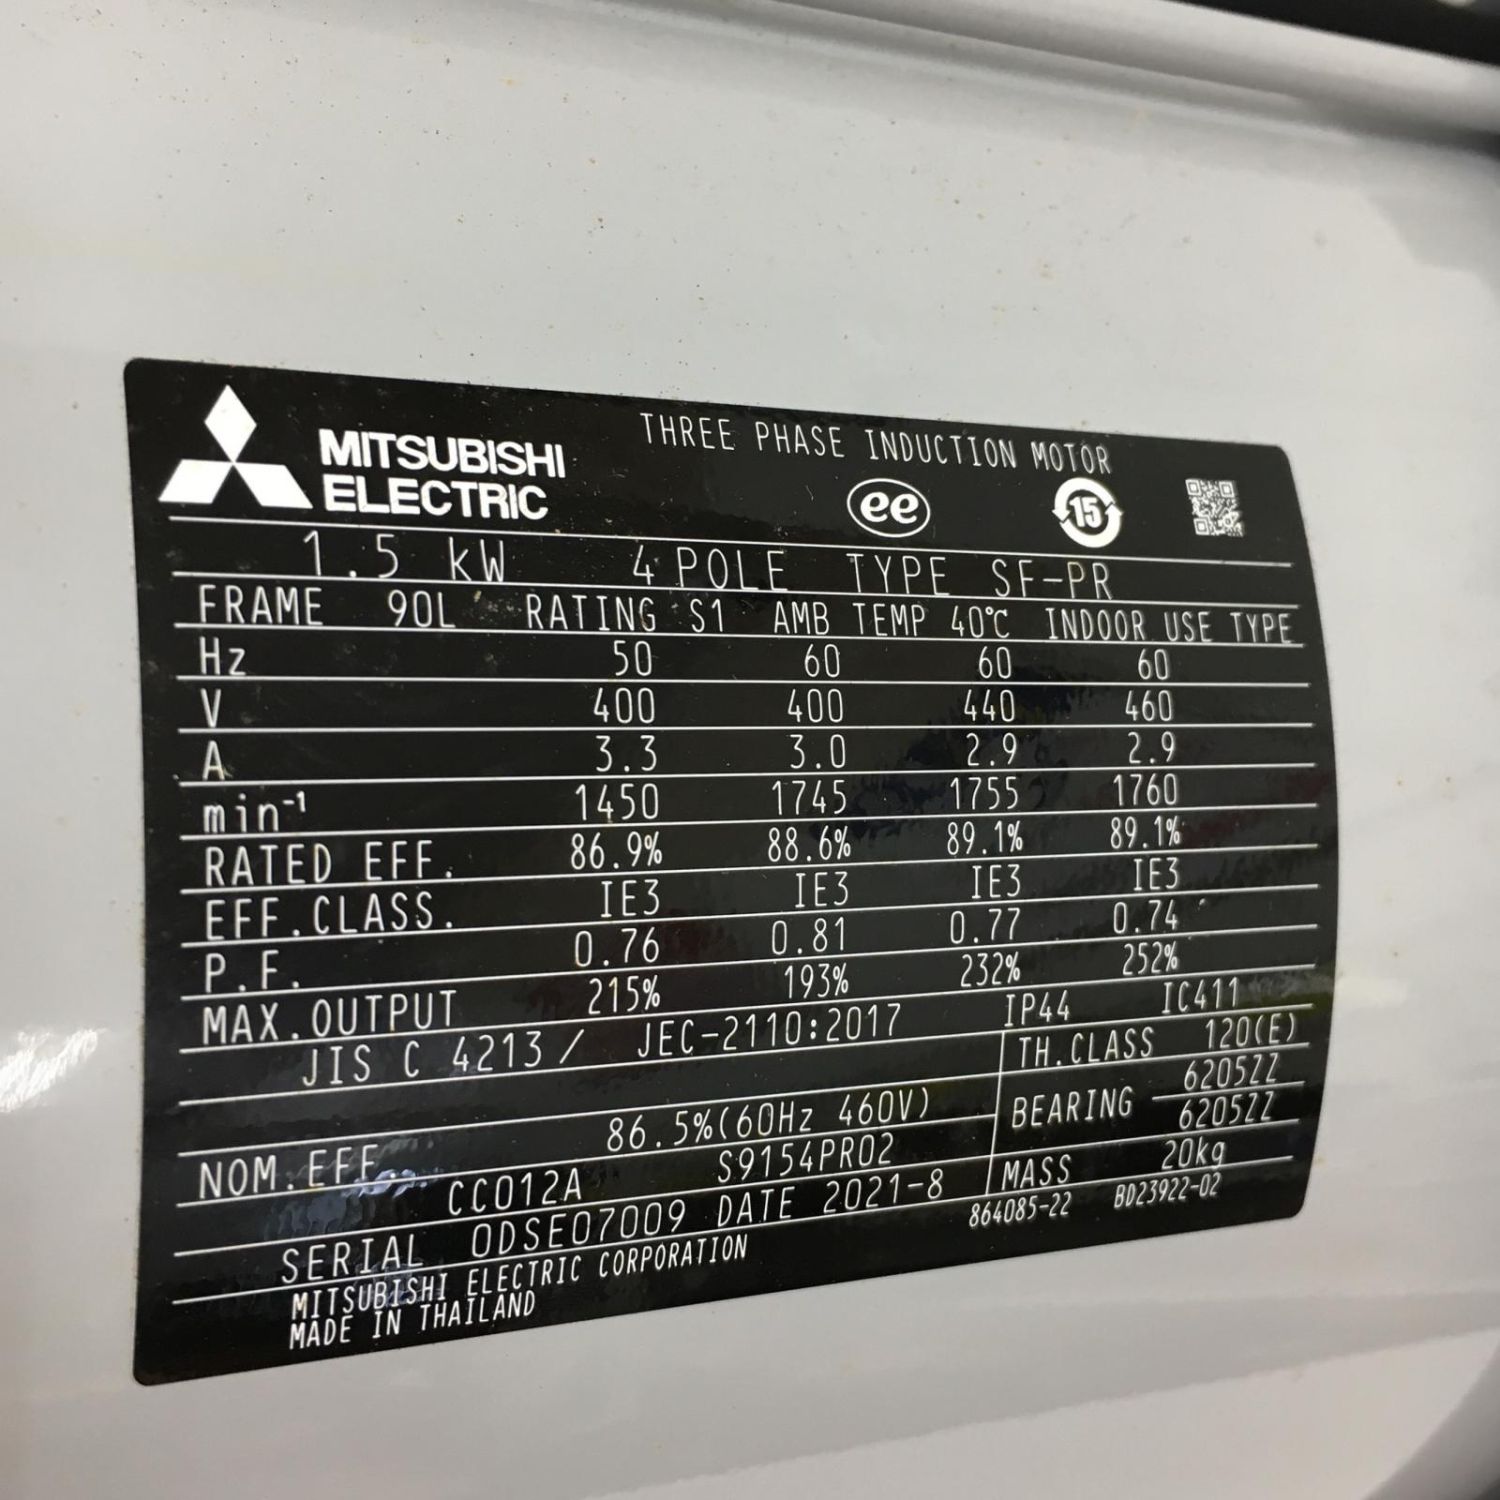 THREE PHASE INDUCTION MOTOR
MITSUBISHI
ELECTRIC
ee
15
1.5 kW 4 POLE TYPE SF-PR
FRAME 90L RATING S1 AMB TEMP 40℃ INDOOR USE TYPE
Hz 50 60 60 60
V 400 400 440 460
A 3.3 3.0 2.9 2.9
min⁻¹ 1450 1745 1755 1760
RATED EFF. 86.9% 88.6% 89.1% 89.1%
EFF.CLASS. IE3 IE3 IE3 IE3
P.F. 0.76 0.81 0.77 0.74
MAX.OUTPUT 215% 193% 232% 252%
JIS C 4213 / JEC-2110:2017 IP44 IC411
TH.CLASS 120(E)
BEARING 6205ZZ
6205ZZ
NOM.EFF. 86.5%(60Hz 460V)
CC012A S9154PR02
MASS 20kg
SERIAL ODSE07009 DATE 2021-8
864085-22 BD23922-02
MITSUBISHI ELECTRIC CORPORATION
MADE IN THAILAND